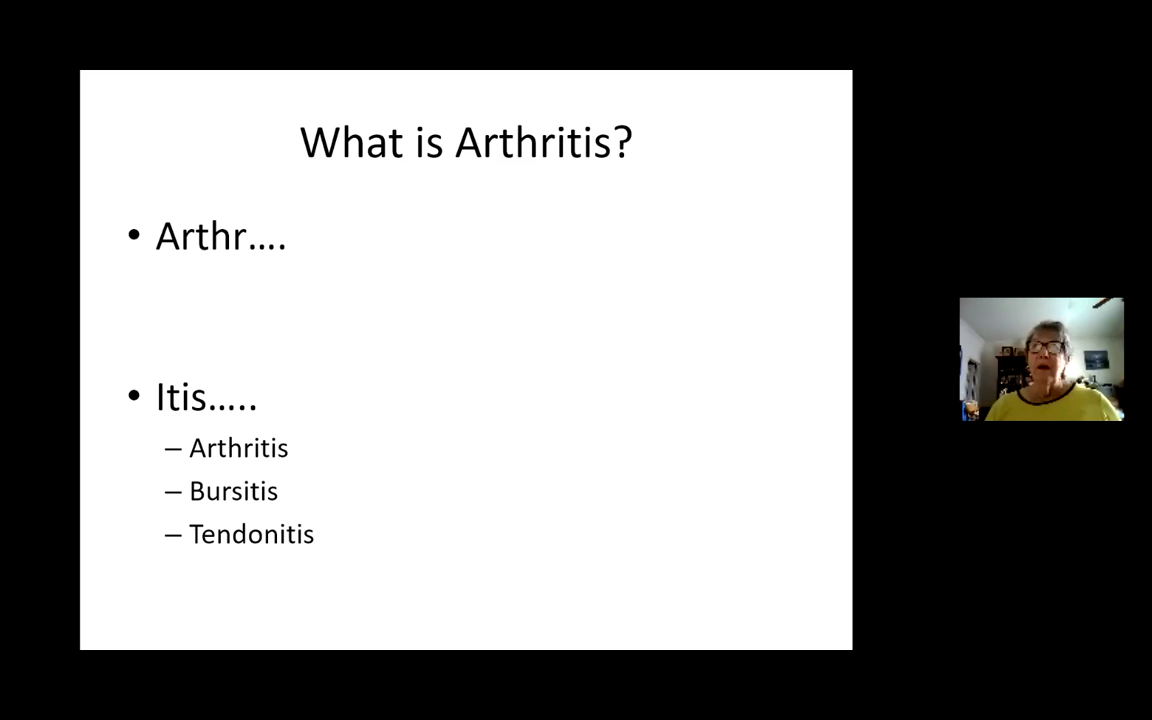 What is Arthritis?
• Arthr....
• Itis.....
– Arthritis
– Bursitis
– Tendonitis